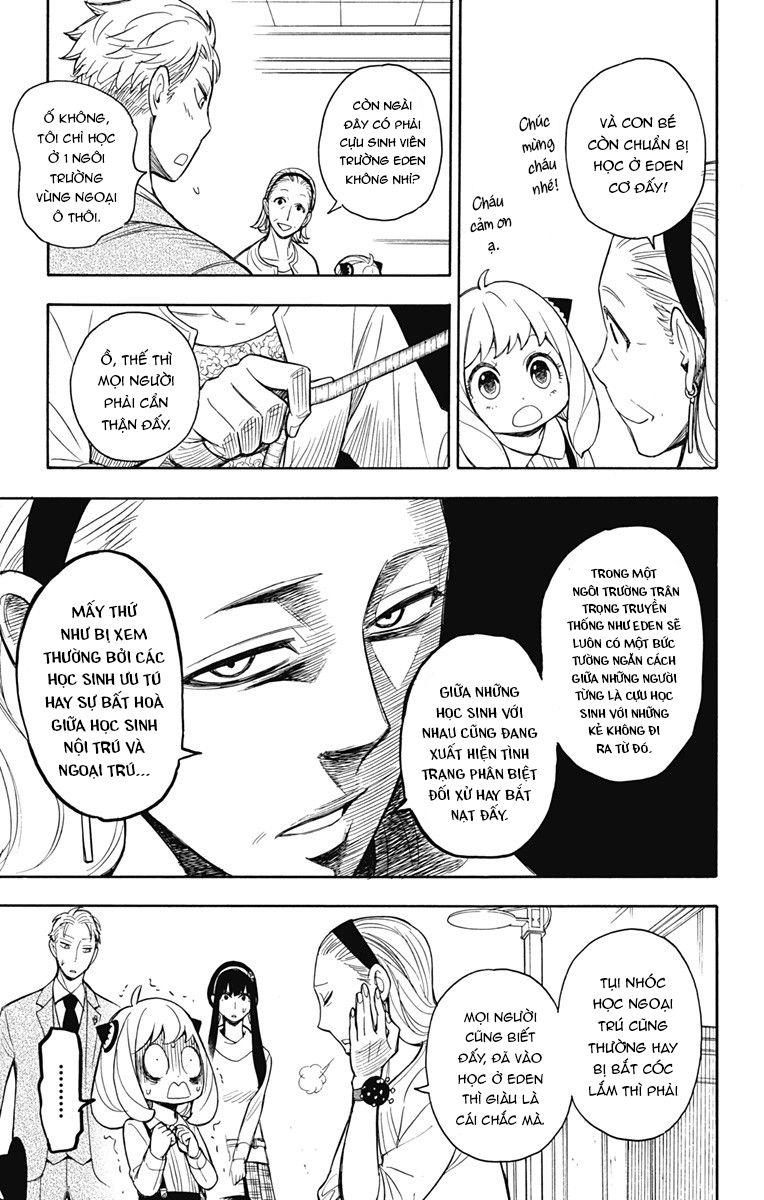 VÀ CON BÉ
CÒN CHUẨN BỊ
HỌC Ở EDEN
CƠ ĐẤY!
Chúc
mừng
cháu
nhé!
Cháu
cảm ơn
ạ.
CÒN NGÀI
ĐÂY CÓ PHẢI
CỰU SINH VIÊN
TRƯỜNG EDEN
KHÔNG NHỈ?
Ố KHÔNG,
TÔI CHỈ HỌC
Ở 1 NGÔI
TRƯỜNG
VÙNG NGOẠI
Ô THÔI.
Ồ, THẾ THÌ
MỌI NGƯỜI
PHẢI CẨN
THẬN ĐẤY.
TRONG MỘT
NGÔI TRƯỜNG TRÂN
TRỌNG TRUYỀN
THỐNG NHƯ EDEN SẼ
LUÔN CÓ MỘT BỨC
TƯỜNG NGĂN CÁCH
GIỮA NHỮNG NGƯỜI
TỪNG LÀ CỰU HỌC
SINH VỚI NHỮNG
KẺ KHÔNG ĐI
RA TỪ ĐÓ.
GIỮA NHỮNG
HỌC SINH VỚI
NHAU CŨNG ĐANG
XUẤT HIỆN TÌNH
TRẠNG PHÂN BIỆT
ĐỐI XỬ HAY BẮT
NẠT ĐẤY.
MẤY THỨ
NHƯ BỊ XEM
THƯỜNG BỞI CÁC
HỌC SINH ƯU TÚ
HAY SỰ BẤT HOÀ
GIỮA HỌC SINH
NỘI TRÚ VÀ
NGOẠI TRÚ...
TỤI NHÓC
HỌC NGOẠI
TRÚ CŨNG
THƯỜNG HAY
BỊ BẮT CÓC
LẮM THÌ PHẢI
MỌI NGƯỜI
CŨNG BIẾT
ĐẤY, ĐÃ VÀO
HỌC Ở EDEN
THÌ GIÀU LÀ
CÁI CHẮC MÀ.
......